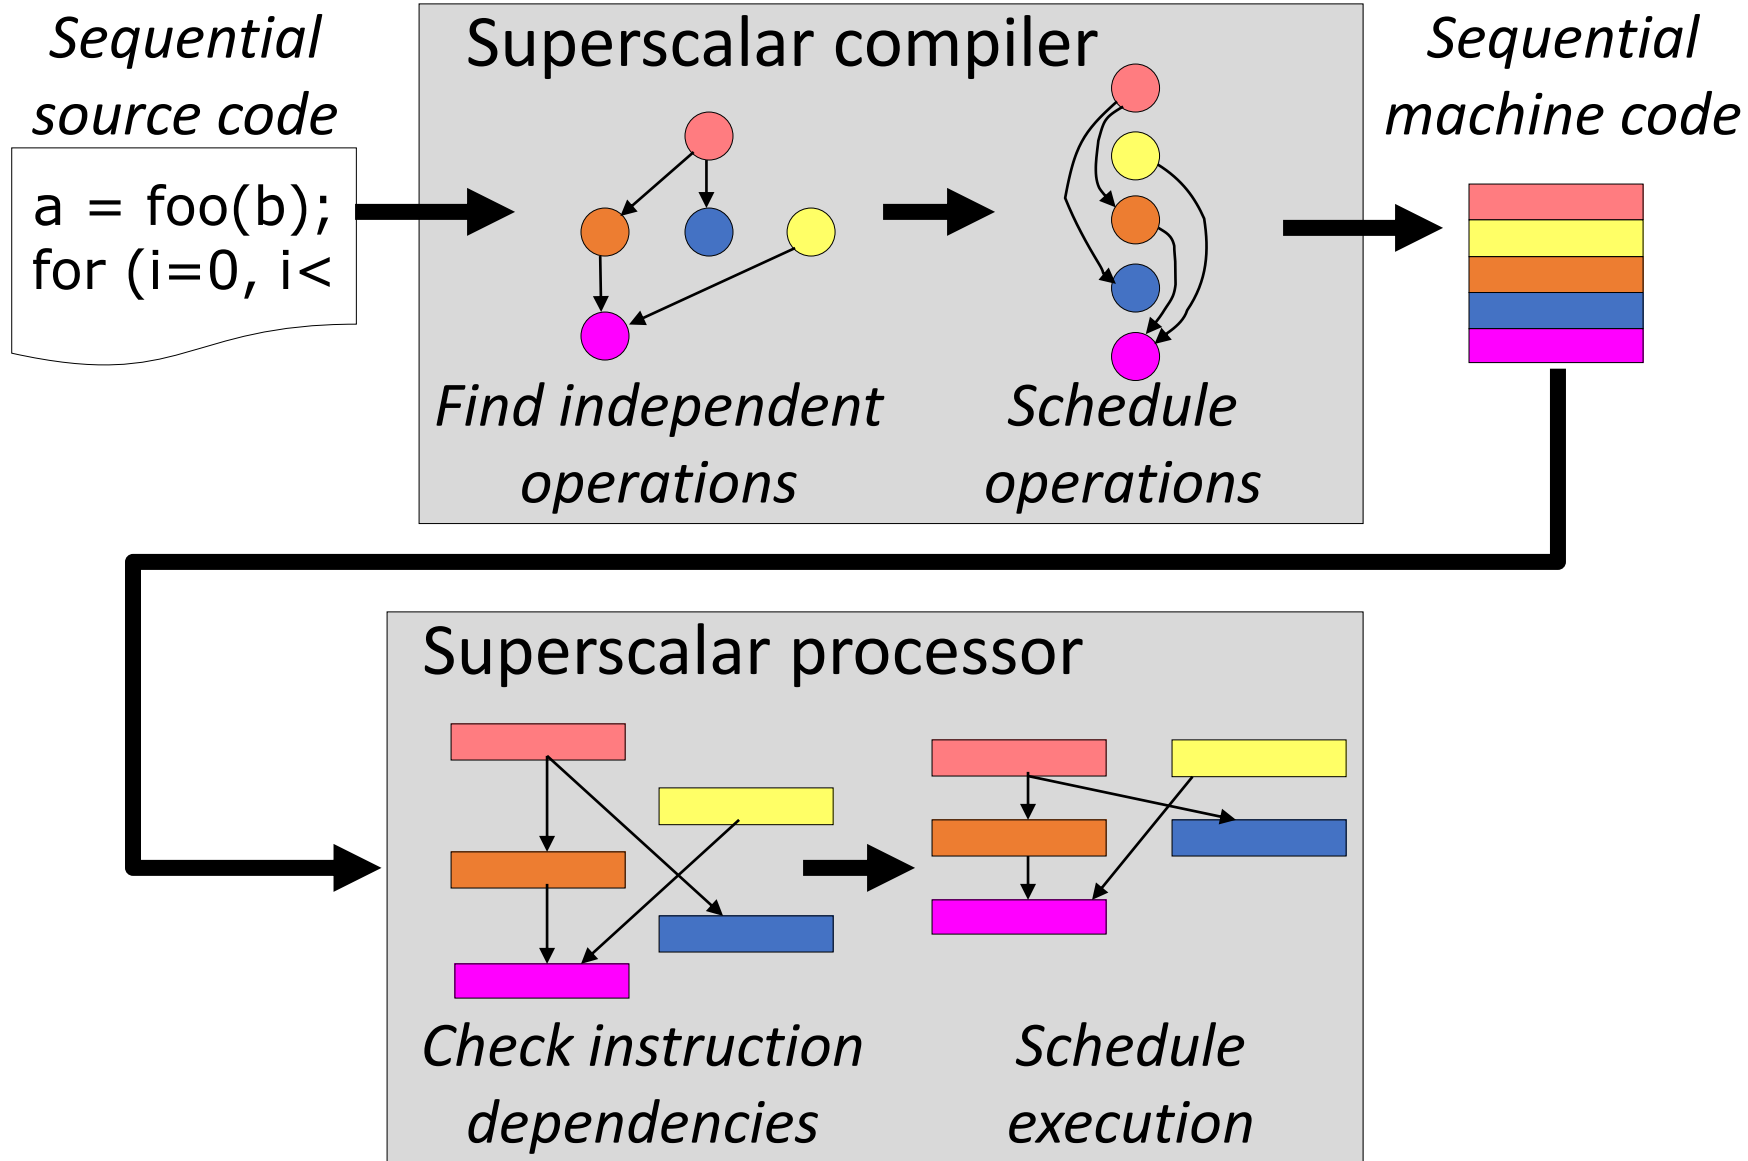 Sequential
source code
a = foo(b);
for (i=0, i<
Superscalar compiler
Find independent
operations
Schedule
operations
Sequential
machine code
Superscalar processor
Check instruction
dependencies
Schedule
execution